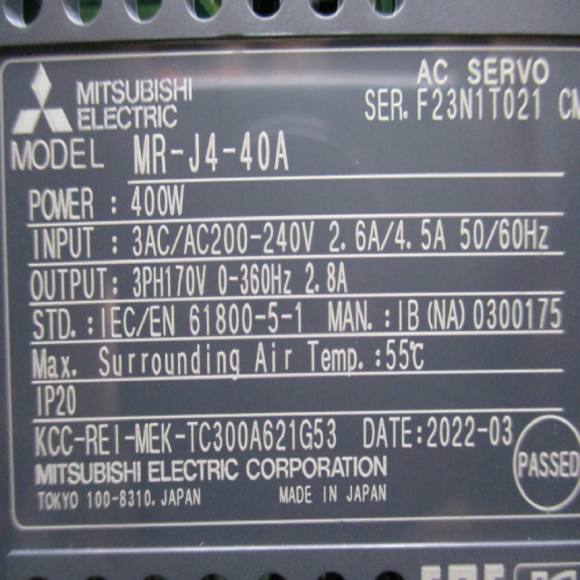 MITSUBISHI
ELECTRIC
AC SERVO
SER. F23N1T021
MODEL MR-J4-40A
POWER : 400W
INPUT : 3AC/AC200-240V 2.6A/4.5A 50/60Hz
OUTPUT: 3PH170V 0-360Hz 2.8A
STD. : IEC/EN 61800-5-1 MAN. : IB(NA)0300175
Max. Surrounding Air Temp. :55℃
IP20
KCC-REI-MEK-TC300A621G53 DATE:2022-03
MITSUBISHI ELECTRIC CORPORATION
TOKYO 100-8310, JAPAN MADE IN JAPAN
PASSED